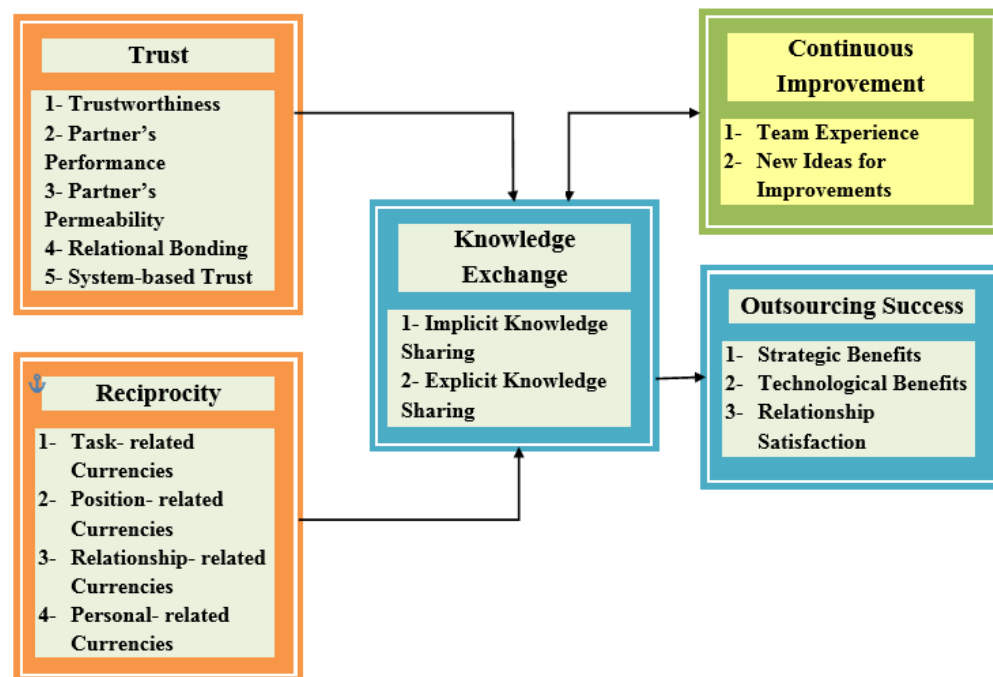 Trust
1- Trustworthiness
2- Partner’s
Performance
3- Partner’s
Permeability
4- Relational Bonding
5- System-based Trust
Reciprocity
1- Task- related
Currencies
2- Position- related
Currencies
3- Relationship- related
Currencies
4- Personal- related
Currencies
Knowledge
Exchange
1- Implicit Knowledge
Sharing
2- Explicit Knowledge
Sharing
Continuous
Improvement
1- Team Experience
2- New Ideas for
Improvements
Outsourcing Success
1- Strategic Benefits
2- Technological Benefits
3- Relationship
Satisfaction